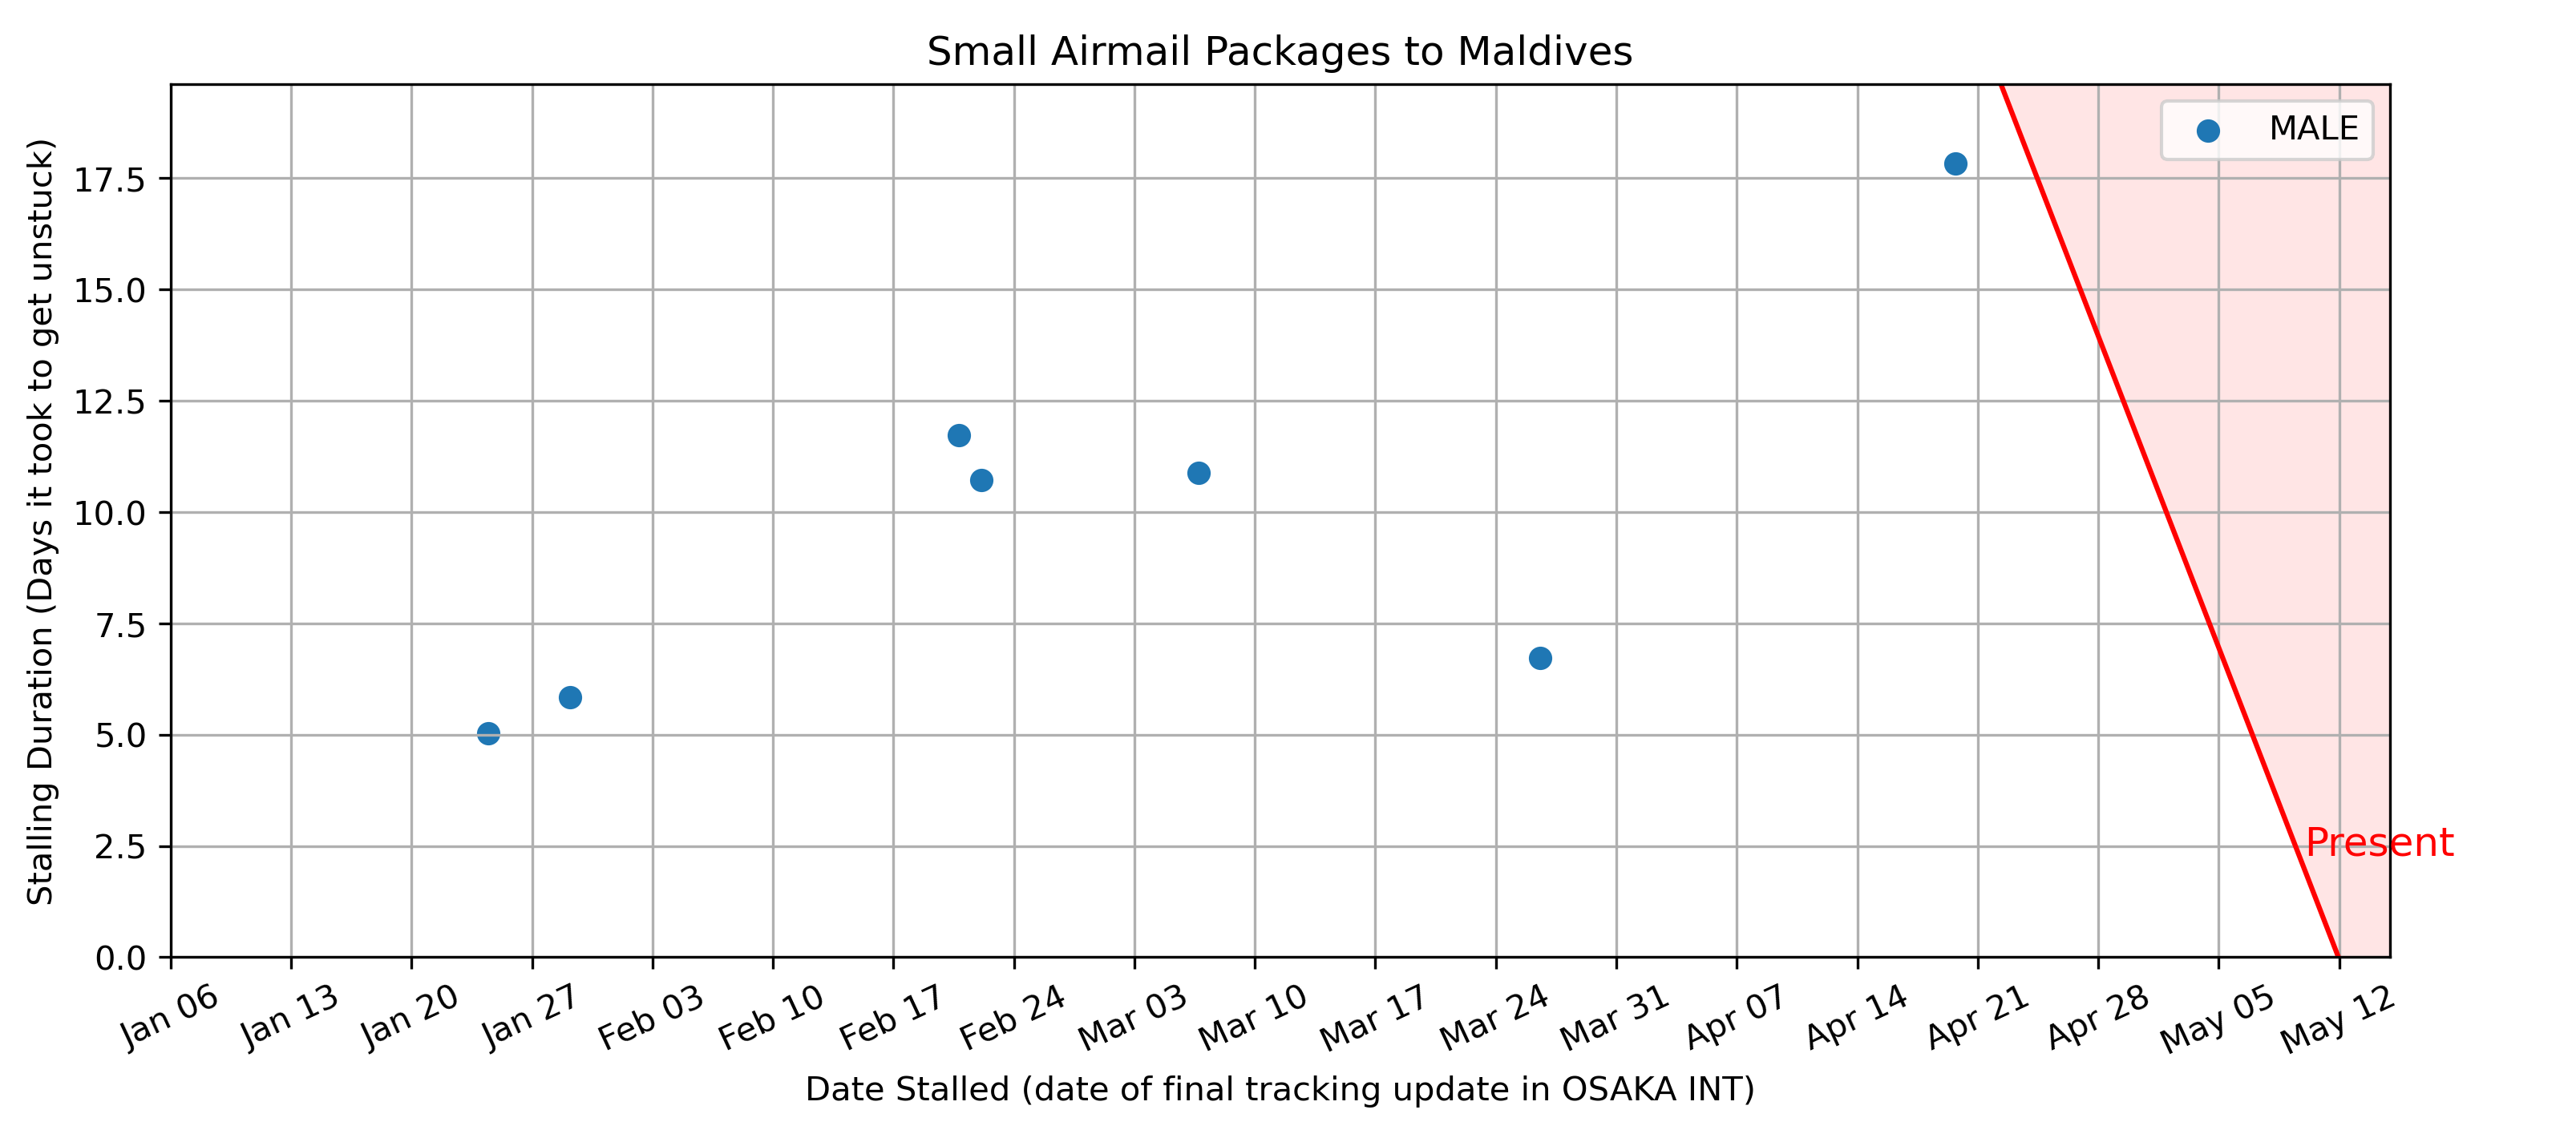 Small Airmail Packages to Maldives
MALE
Stalling Duration (Days it took to get unstuck)
17.5
15.0
12.5
10.0
7.5
5.0
2.5
0.0
Present
Jan 06 Jan 13 Jan 20 Jan 27 Feb 03 Feb 10 Feb 17 Feb 24 Mar 03 Mar 10 Mar 17 Mar 24 Mar 31 Apr 07 Apr 14 Apr 21 Apr 28 May 05 May 12
Date Stalled (date of final tracking update in OSAKA INT)